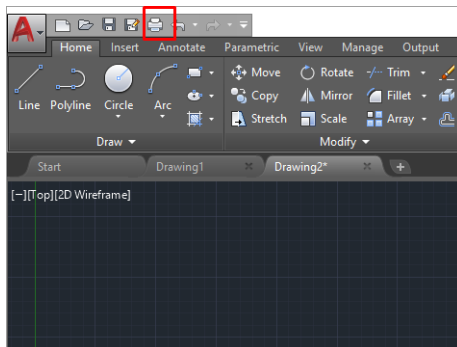 A
Home Insert Annotate Parametric View Manage Output
Move Rotate Trim
Line Polyline Circle Arc Copy Mirror Fillet
Stretch Scale Array
Draw Modify
Start Drawing1 Drawing2*
[−][Top][2D Wireframe]